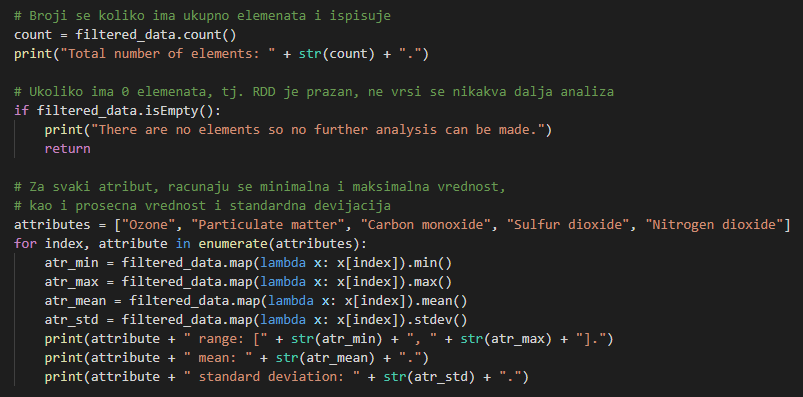 # Broji se koliko ima ukupno elemenata i ispisuje
count = filtered_data.count()
print("Total number of elements: " + str(count) + ".")

# Ukoliko ima 0 elemenata, tj. RDD je prazan, ne vrsi se nikakva dalja analiza
if filtered_data.isEmpty():
    print("There are no elements so no further analysis can be made.")
    return

# Za svaki atribut, racunaju se minimalna i maksimalna vrednost,
# kao i prosecna vrednost i standardna devijacija
attributes = ["Ozone", "Particulate matter", "Carbon monoxide", "Sulfur dioxide", "Nitrogen dioxide"]
for index, attribute in enumerate(attributes):
    atr_min = filtered_data.map(lambda x: x[index]).min()
    atr_max = filtered_data.map(lambda x: x[index]).max()
    atr_mean = filtered_data.map(lambda x: x[index]).mean()
    atr_std = filtered_data.map(lambda x: x[index]).stdev()
    print(attribute + " range: [" + str(atr_min) + ", " + str(atr_max) + "].")
    print(attribute + " mean: " + str(atr_mean) + ".")
    print(attribute + " standard deviation: " + str(atr_std) + ".")